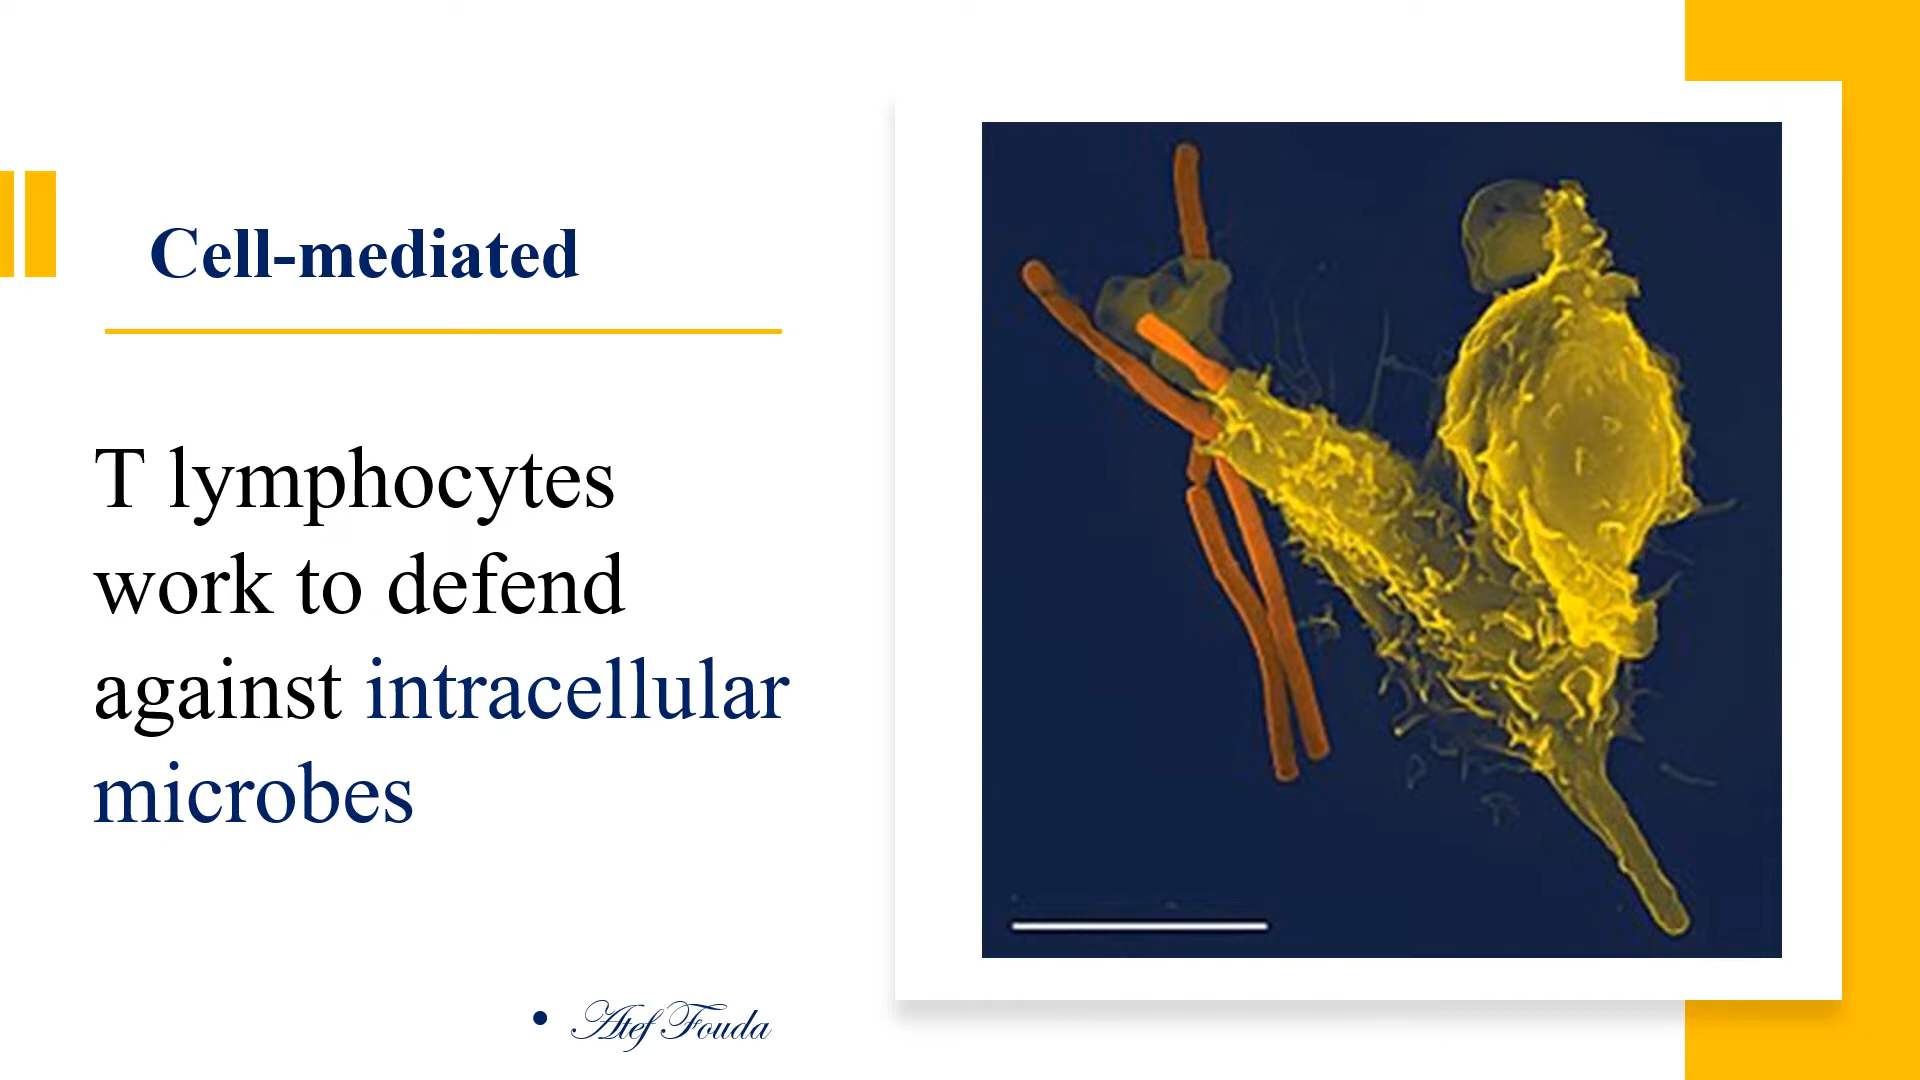 Cell-mediated
T lymphocytes
work to defend
against intracellular
microbes
• Atef Fouda